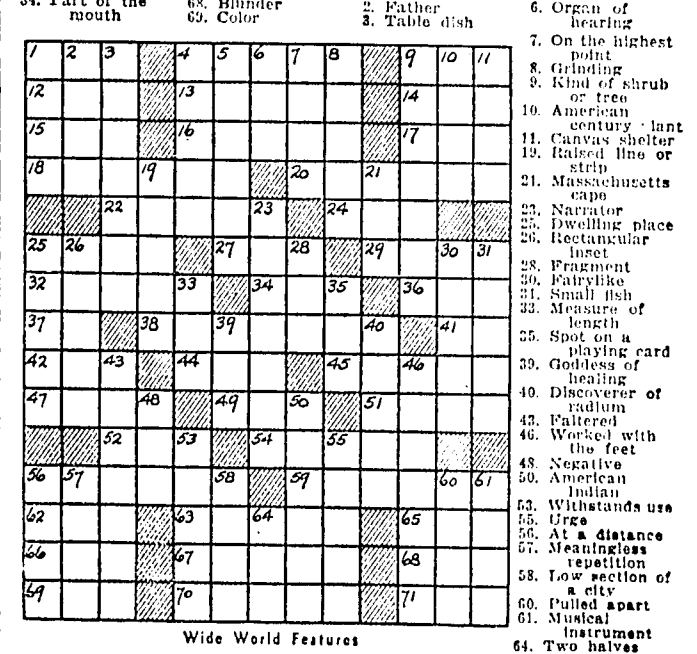 34. Part of the
mouth
68. Blunder
69. Color
2. Father
3. Table dish
1 2 3 4 5 6 7 8 9 10 11
12 13 14
15 16 17
18 19 20 21
22 23 24
25 26 27 28 29 30 31
32 33 34 35 36
37 38 39 40 41
42 43 44 45 46
47 48 49 50 51
52 53 54 55
56 57 58 59 60 61
62 63 64 65
66 67 68
69 70 71
Wide World Features
6. Organ of
hearing
7. On the highest
point
8. Grinding
9. Kind of shrub
or tree
10. American
century plant
11. Canvas shelter
19. Raised line or
strip
21. Massachusetts
cape
23. Narrator
25. Dwelling place
26. Rectangular
inset
28. Fragment
30. Fairylike
31. Small fish
33. Measure of
length
35. Spot on a
playing card
39. Goddess of
healing
40. Discoverer of
radium
43. Faltered
46. Worked with
the feet
48. Negative
50. American
Indian
53. Withstands use
55. Urge
56. At a distance
57. Meaningless
repetition
58. Low section of
a city
60. Pulled apart
61. Musical
instrument
64. Two halves